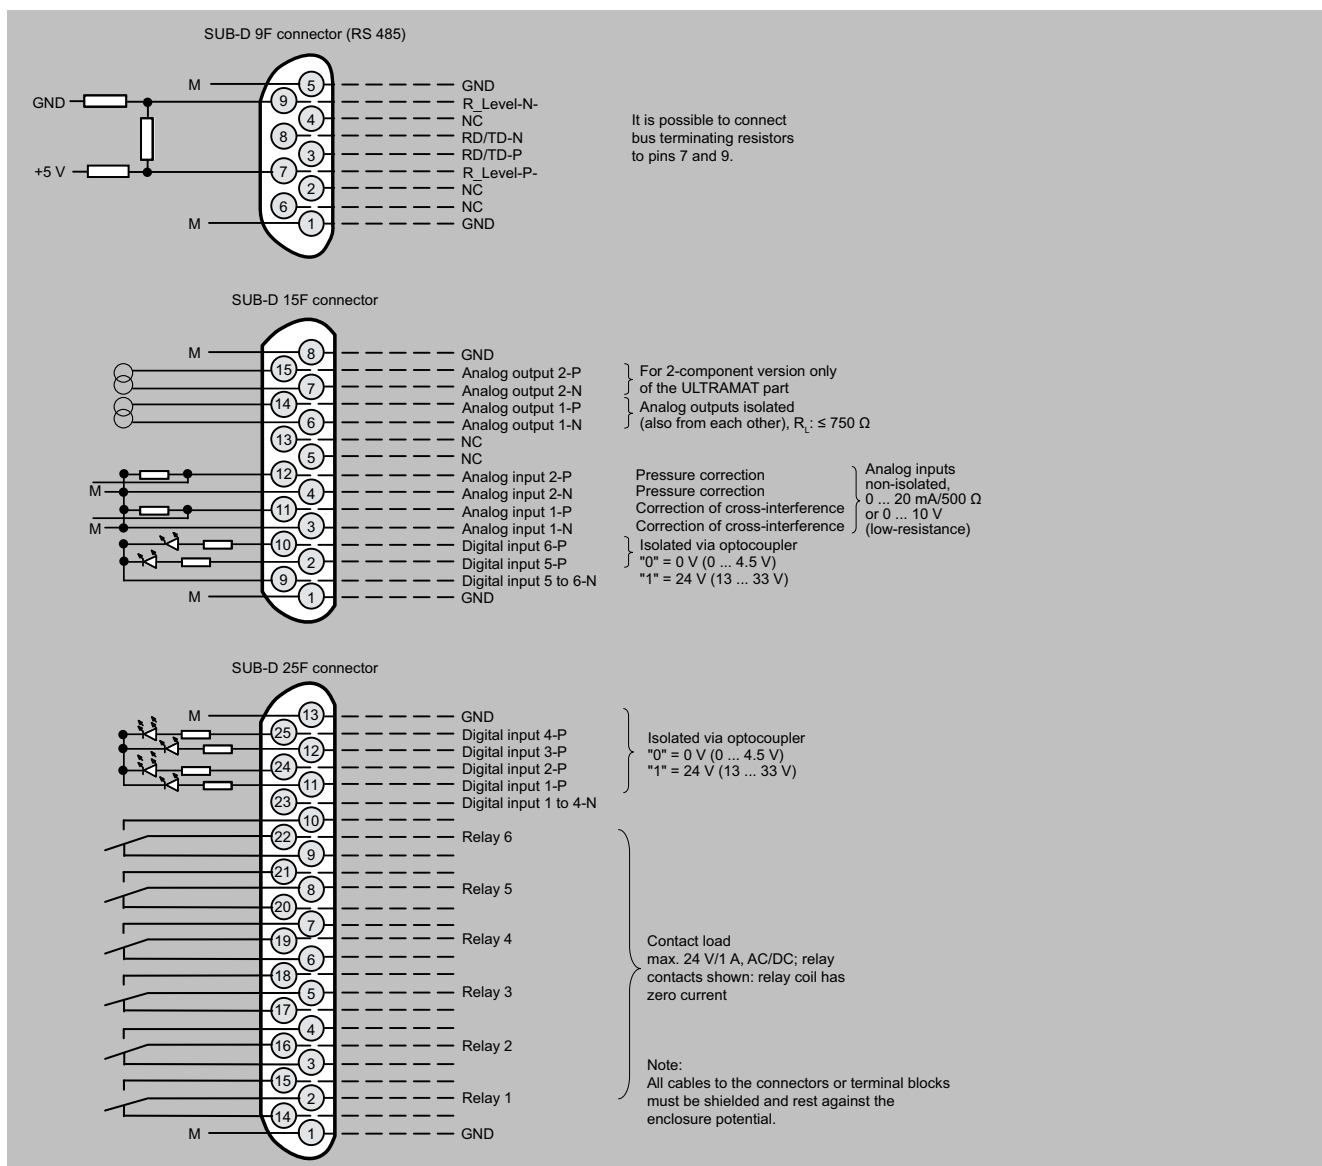 SUB-D 9F connector (RS 485)
M
5
GND
GND
9
R_Level-N-
4
NC
8
RD/TD-N
3
RD/TD-P
+5 V
7
R_Level-P-
2
NC
6
NC
M
1
GND
It is possible to connect
bus terminating resistors
to pins 7 and 9.
SUB-D 15F connector
M
8
GND
15
Analog output 2-P
7
Analog output 2-N
14
Analog output 1-P
6
Analog output 1-N
13
NC
5
NC
12
Analog input 2-P
M
4
Analog input 2-N
11
Analog input 1-P
M
3
Analog input 1-N
10
Digital input 6-P
2
Digital input 5-P
9
Digital input 5 to 6-N
M
1
GND
For 2-component version only
of the ULTRAMAT part
Analog outputs isolated
(also from each other), RL: ≤ 750 Ω
Pressure correction
Pressure correction
Correction of cross-interference
Correction of cross-interference
Analog inputs
non-isolated,
0 ... 20 mA/500 Ω
or 0 ... 10 V
(low-resistance)
Isolated via optocoupler
"0" = 0 V (0 ... 4.5 V)
"1" = 24 V (13 ... 33 V)
SUB-D 25F connector
M
13
GND
25
Digital input 4-P
12
Digital input 3-P
24
Digital input 2-P
11
Digital input 1-P
23
Digital input 1 to 4-N
10
22
Relay 6
9
21
8
Relay 5
20
7
19
Relay 4
6
18
5
Relay 3
17
4
16
Relay 2
3
15
2
Relay 1
14
M
1
GND
Isolated via optocoupler
"0" = 0 V (0 ... 4.5 V)
"1" = 24 V (13 ... 33 V)
Contact load
max. 24 V/1 A, AC/DC; relay
contacts shown: relay coil has
zero current
Note:
All cables to the connectors or terminal blocks
must be shielded and rest against the
enclosure potential.